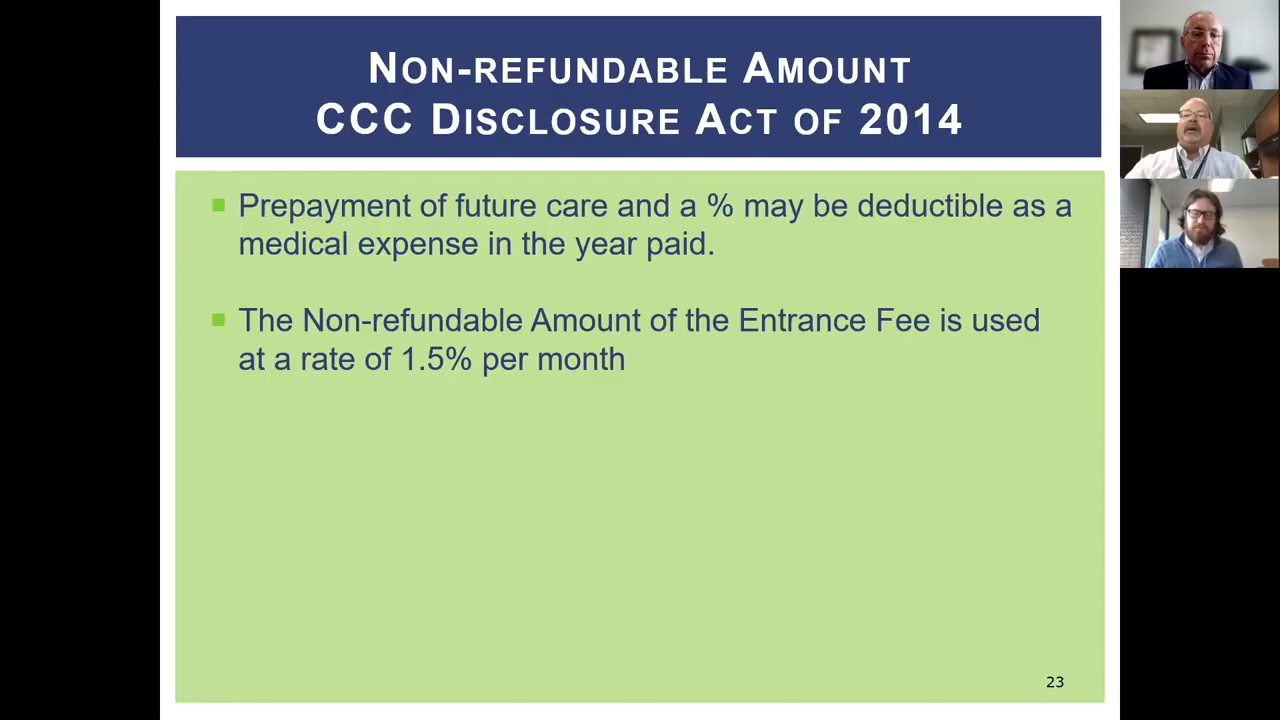 NON-REFUNDABLE AMOUNT
CCC DISCLOSURE ACT OF 2014
Prepayment of future care and a % may be deductible as a
medical expense in the year paid.
The Non-refundable Amount of the Entrance Fee is used
at a rate of 1.5% per month
23